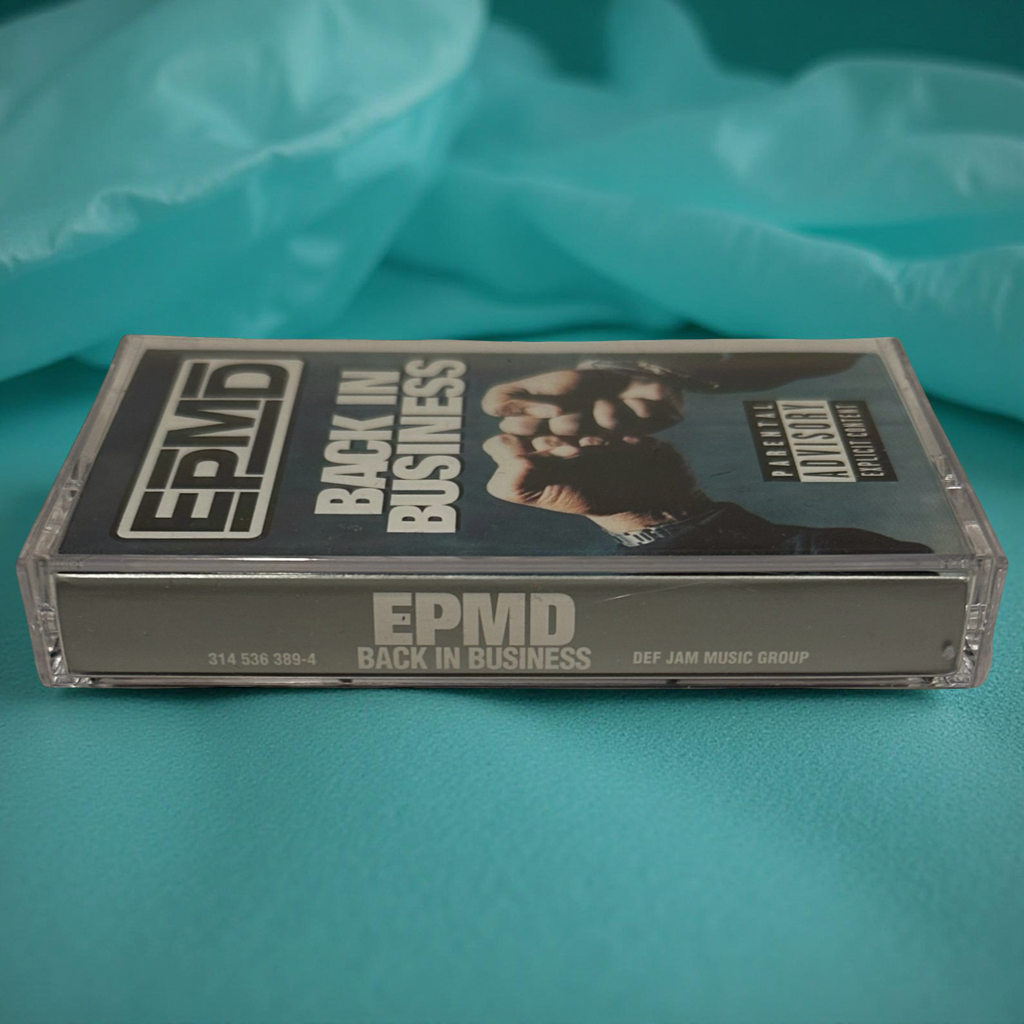 EPMD
BACK IN
BUSINESS
PARENTAL
ADVISORY
EXPLICIT CONTENT
EPMD
314 536 389-4
BACK IN BUSINESS
DEF JAM MUSIC GROUP